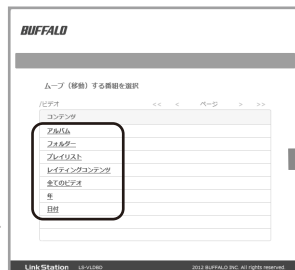 BUFFALO
ムーブ（移動）する番組を選択
/ビデオ << < ページ > >>
コンテンツ
アルバム
フォルダー
プレイリスト
レイティングコンテンツ
全てのビデオ
年
日付
LinkStation LS-VL0BD 2012 BUFFALO INC. All rights reserved.